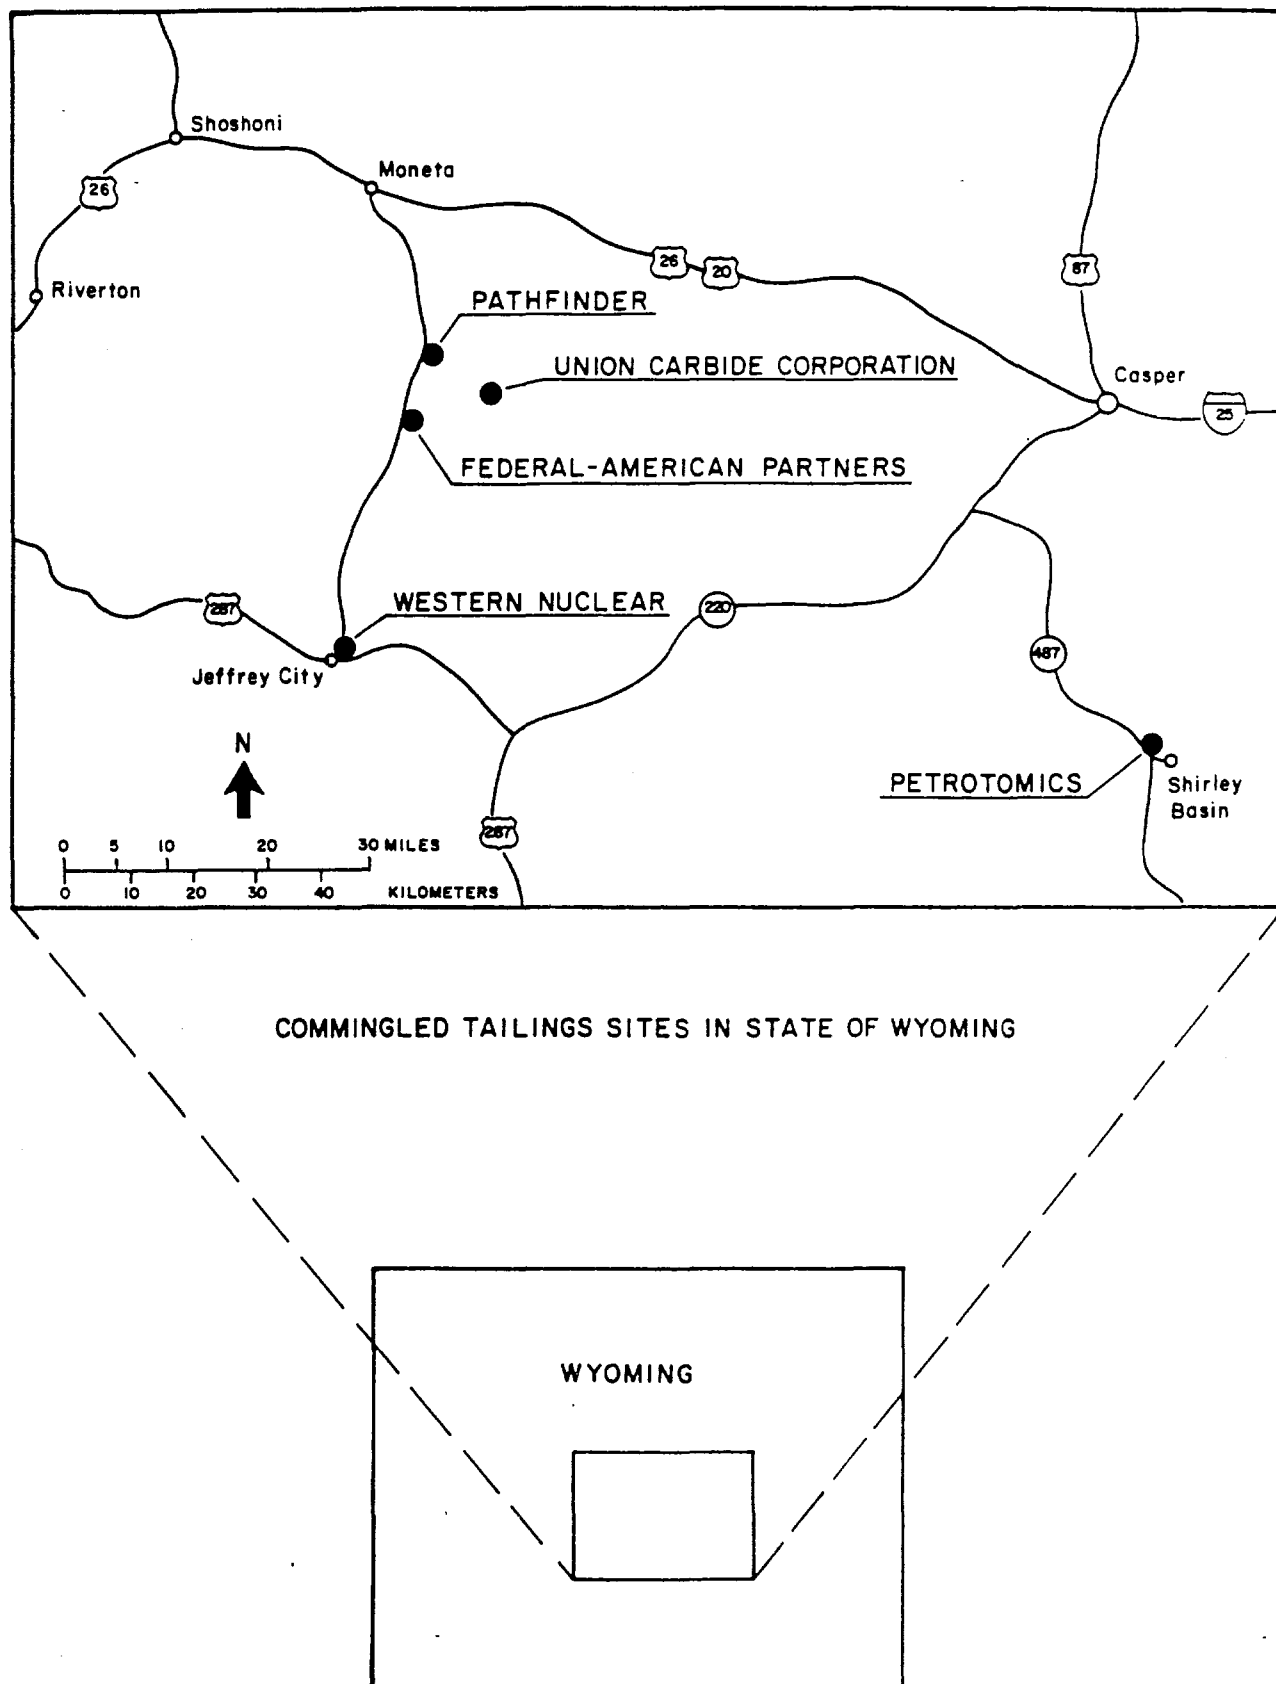 Shoshoni
Moneta
26
Riverton
26
20
87
PATHFINDER
UNION CARBIDE CORPORATION
Casper
25
FEDERAL-AMERICAN PARTNERS
287
WESTERN NUCLEAR
220
487
Jeffrey City
N
PETROTOMICS
Shirley
Basin
287
0 5 10 20 30 MILES
0 10 20 30 40 KILOMETERS
COMMINGLED TAILINGS SITES IN STATE OF WYOMING
WYOMING